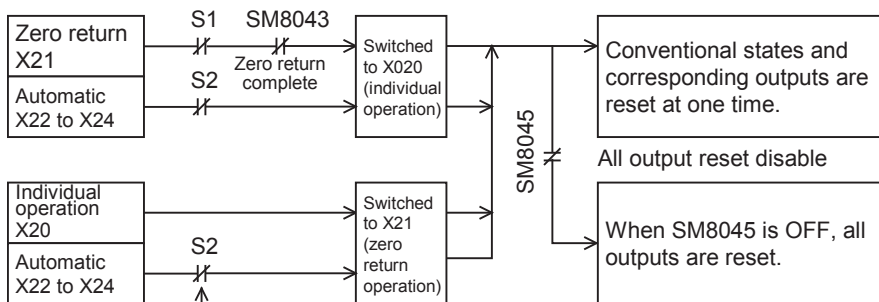 S1
SM8043
Zero return
X21
Zero return
complete
Automatic
X22 to X24
S2
Switched
to X020
(individual
operation)
Conventional states and
corresponding outputs are
reset at one time.
SM8045
All output reset disable
Individual
operation
X20
Automatic
X22 to X24
S2
Switched
to X21
(zero
return
operation)
When SM8045 is OFF, all
outputs are reset.